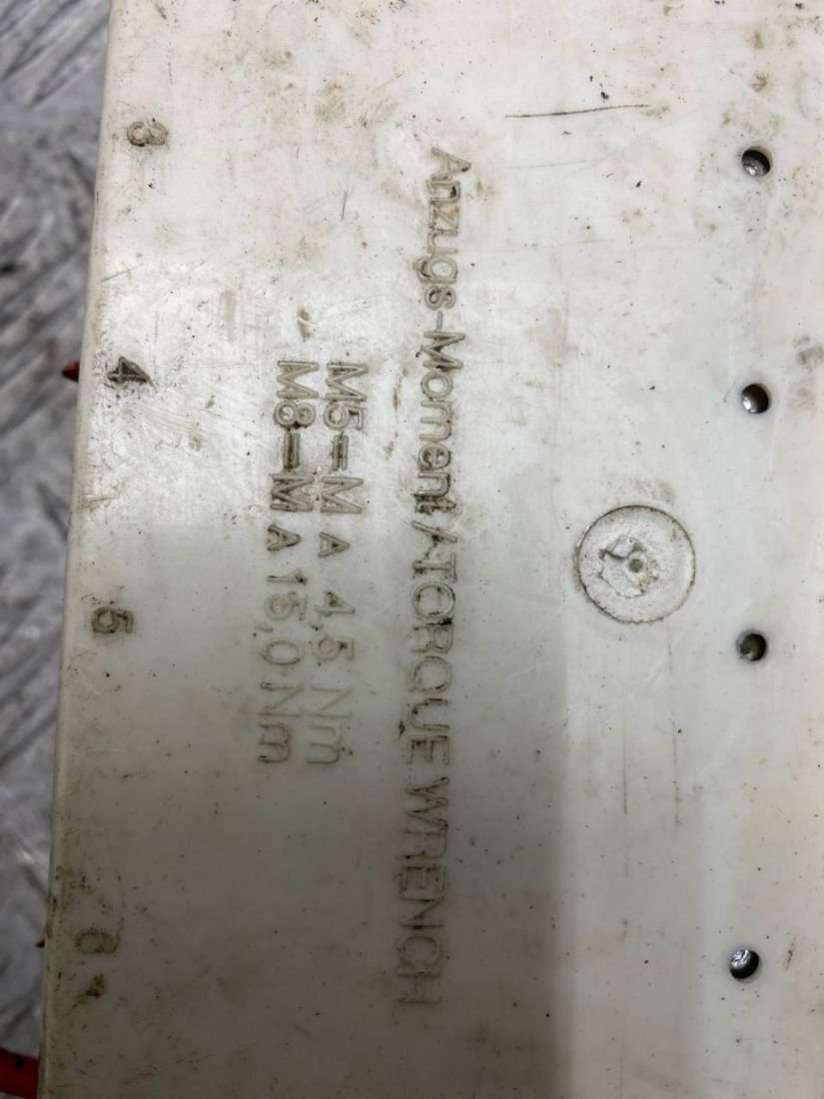 Anzugs-Moment / TORQUE WRENCH
M5=M A 4,5 Nm
M8=M A 15,0 Nm
3
4
5
6